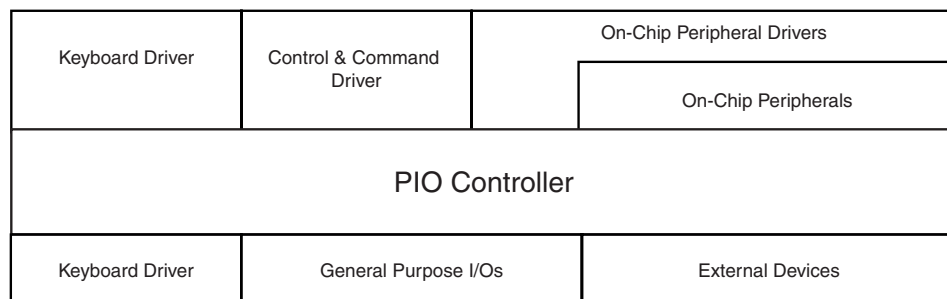 On-Chip Peripheral Drivers
Keyboard Driver
Control & Command
Driver
On-Chip Peripherals
PIO Controller
Keyboard Driver
General Purpose I/Os
External Devices